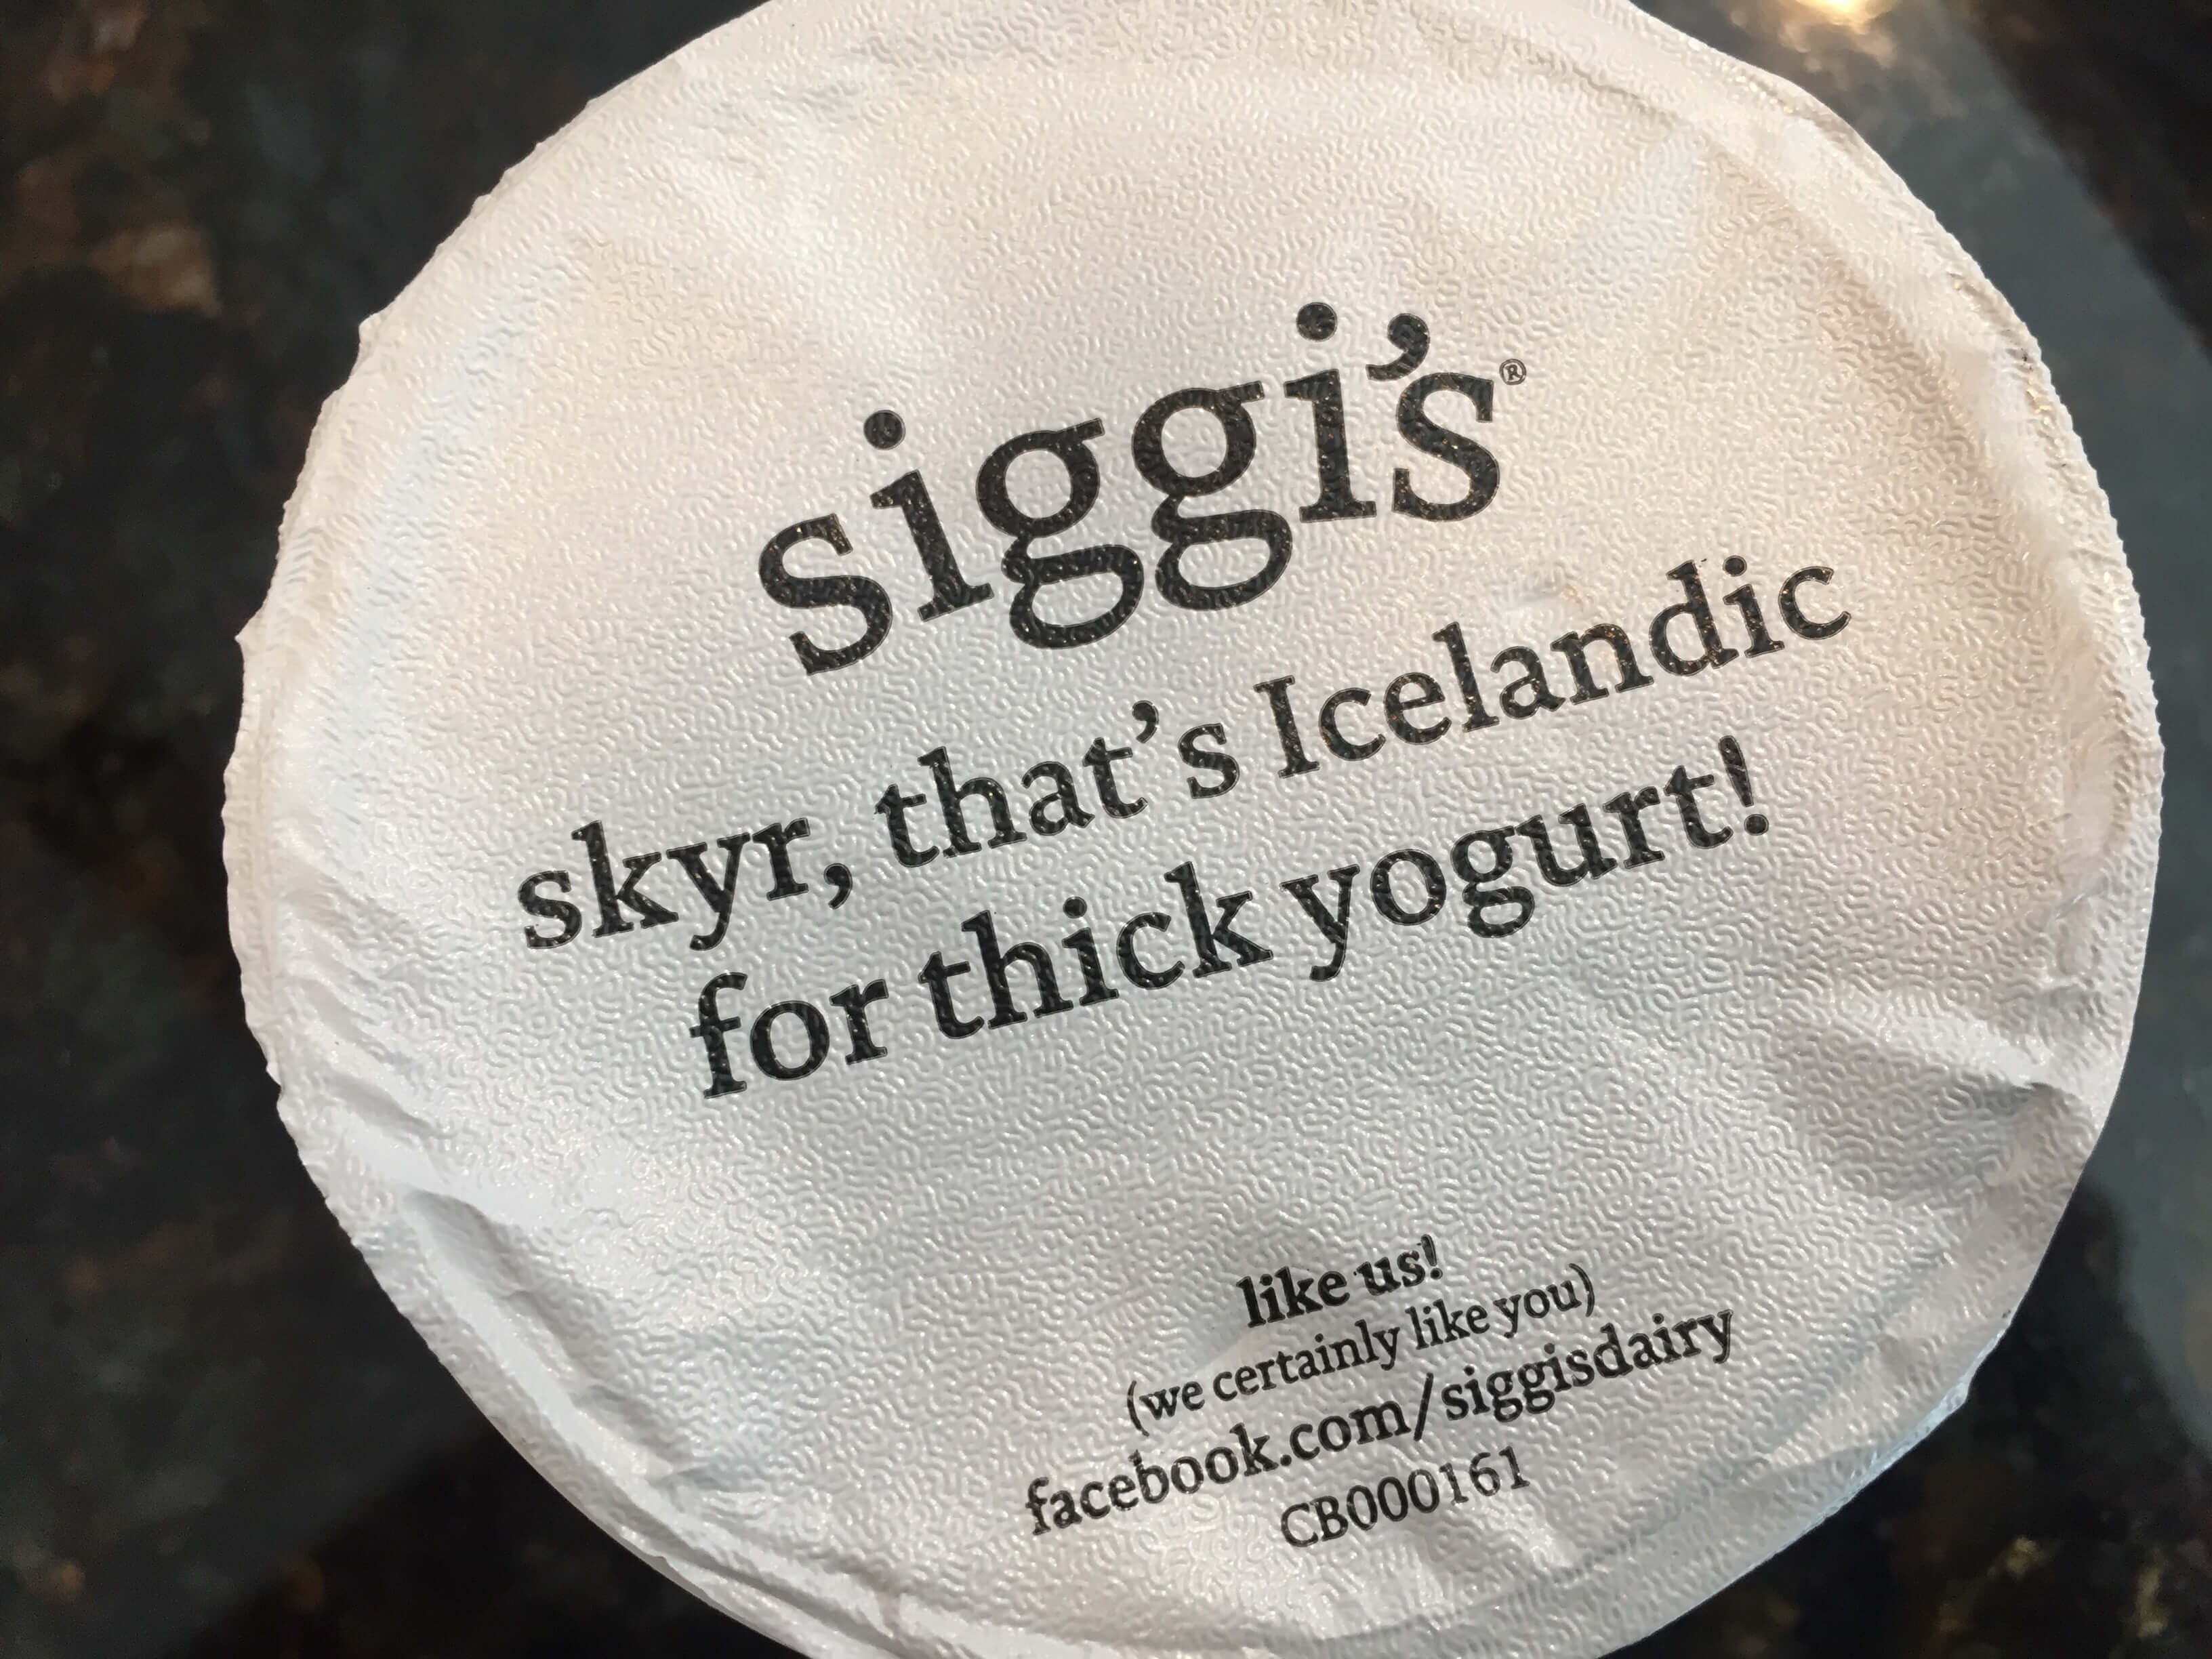 siggi's®
skyr, that's Icelandic
for thick yogurt!
like us!
(we certainly like you)
facebook.com/siggisdairy
CB000161